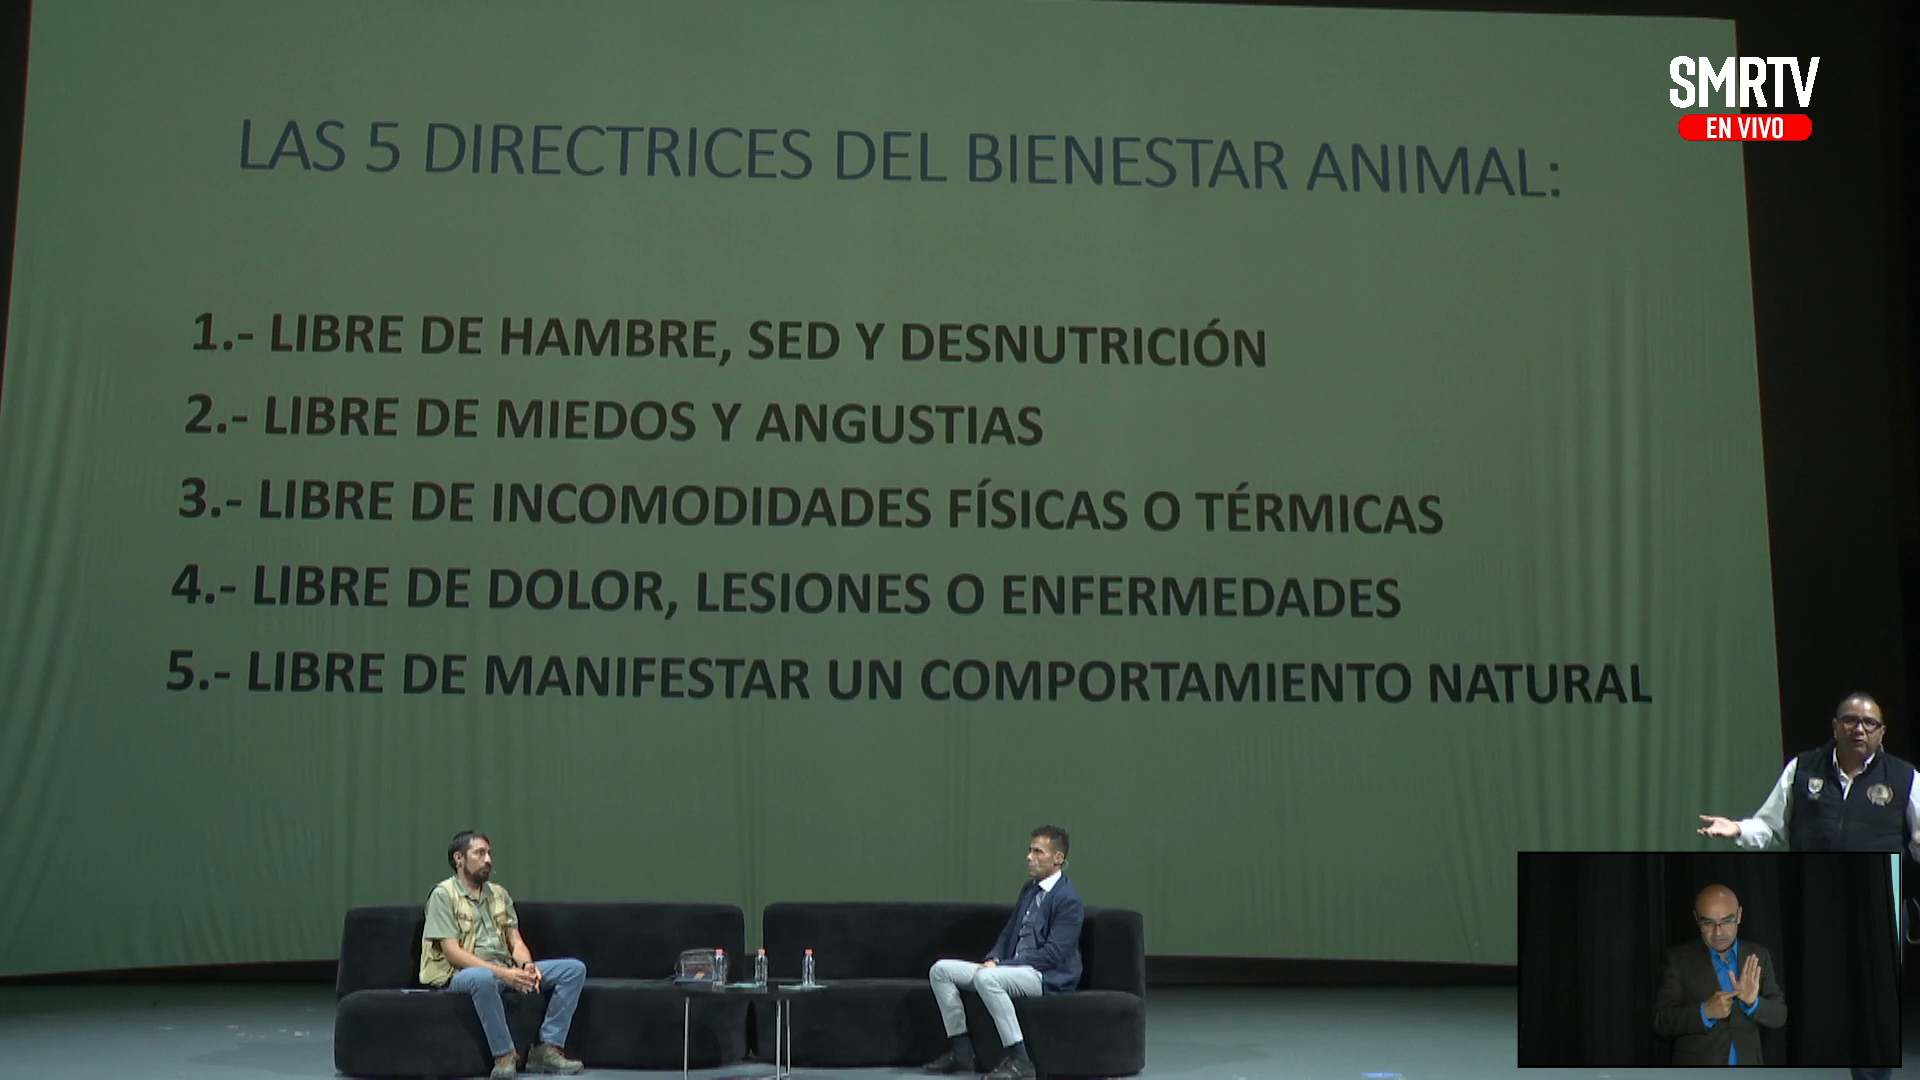 SMRTV
EN VIVO
LAS 5 DIRECTRICES DEL BIENESTAR ANIMAL:
1.- LIBRE DE HAMBRE, SED Y DESNUTRICIÓN
2.- LIBRE DE MIEDOS Y ANGUSTIAS
3.- LIBRE DE INCOMODIDADES FÍSICAS O TÉRMICAS
4.- LIBRE DE DOLOR, LESIONES O ENFERMEDADES
5.- LIBRE DE MANIFESTAR UN COMPORTAMIENTO NATURAL